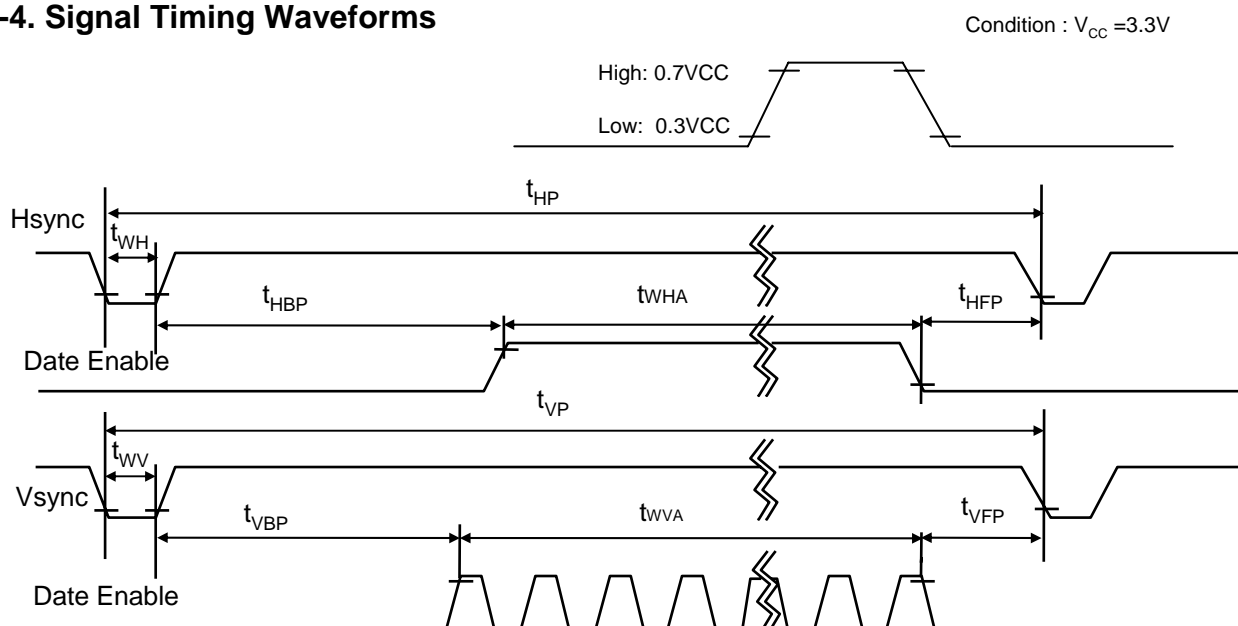 -4. Signal Timing Waveforms
Condition : VCC =3.3V
High: 0.7VCC
Low: 0.3VCC
tHP
Hsync
tWH
tHBP
tWHA
tHFP
Date Enable
tVP
tWV
Vsync
tVBP
tWVA
tVFP
Date Enable